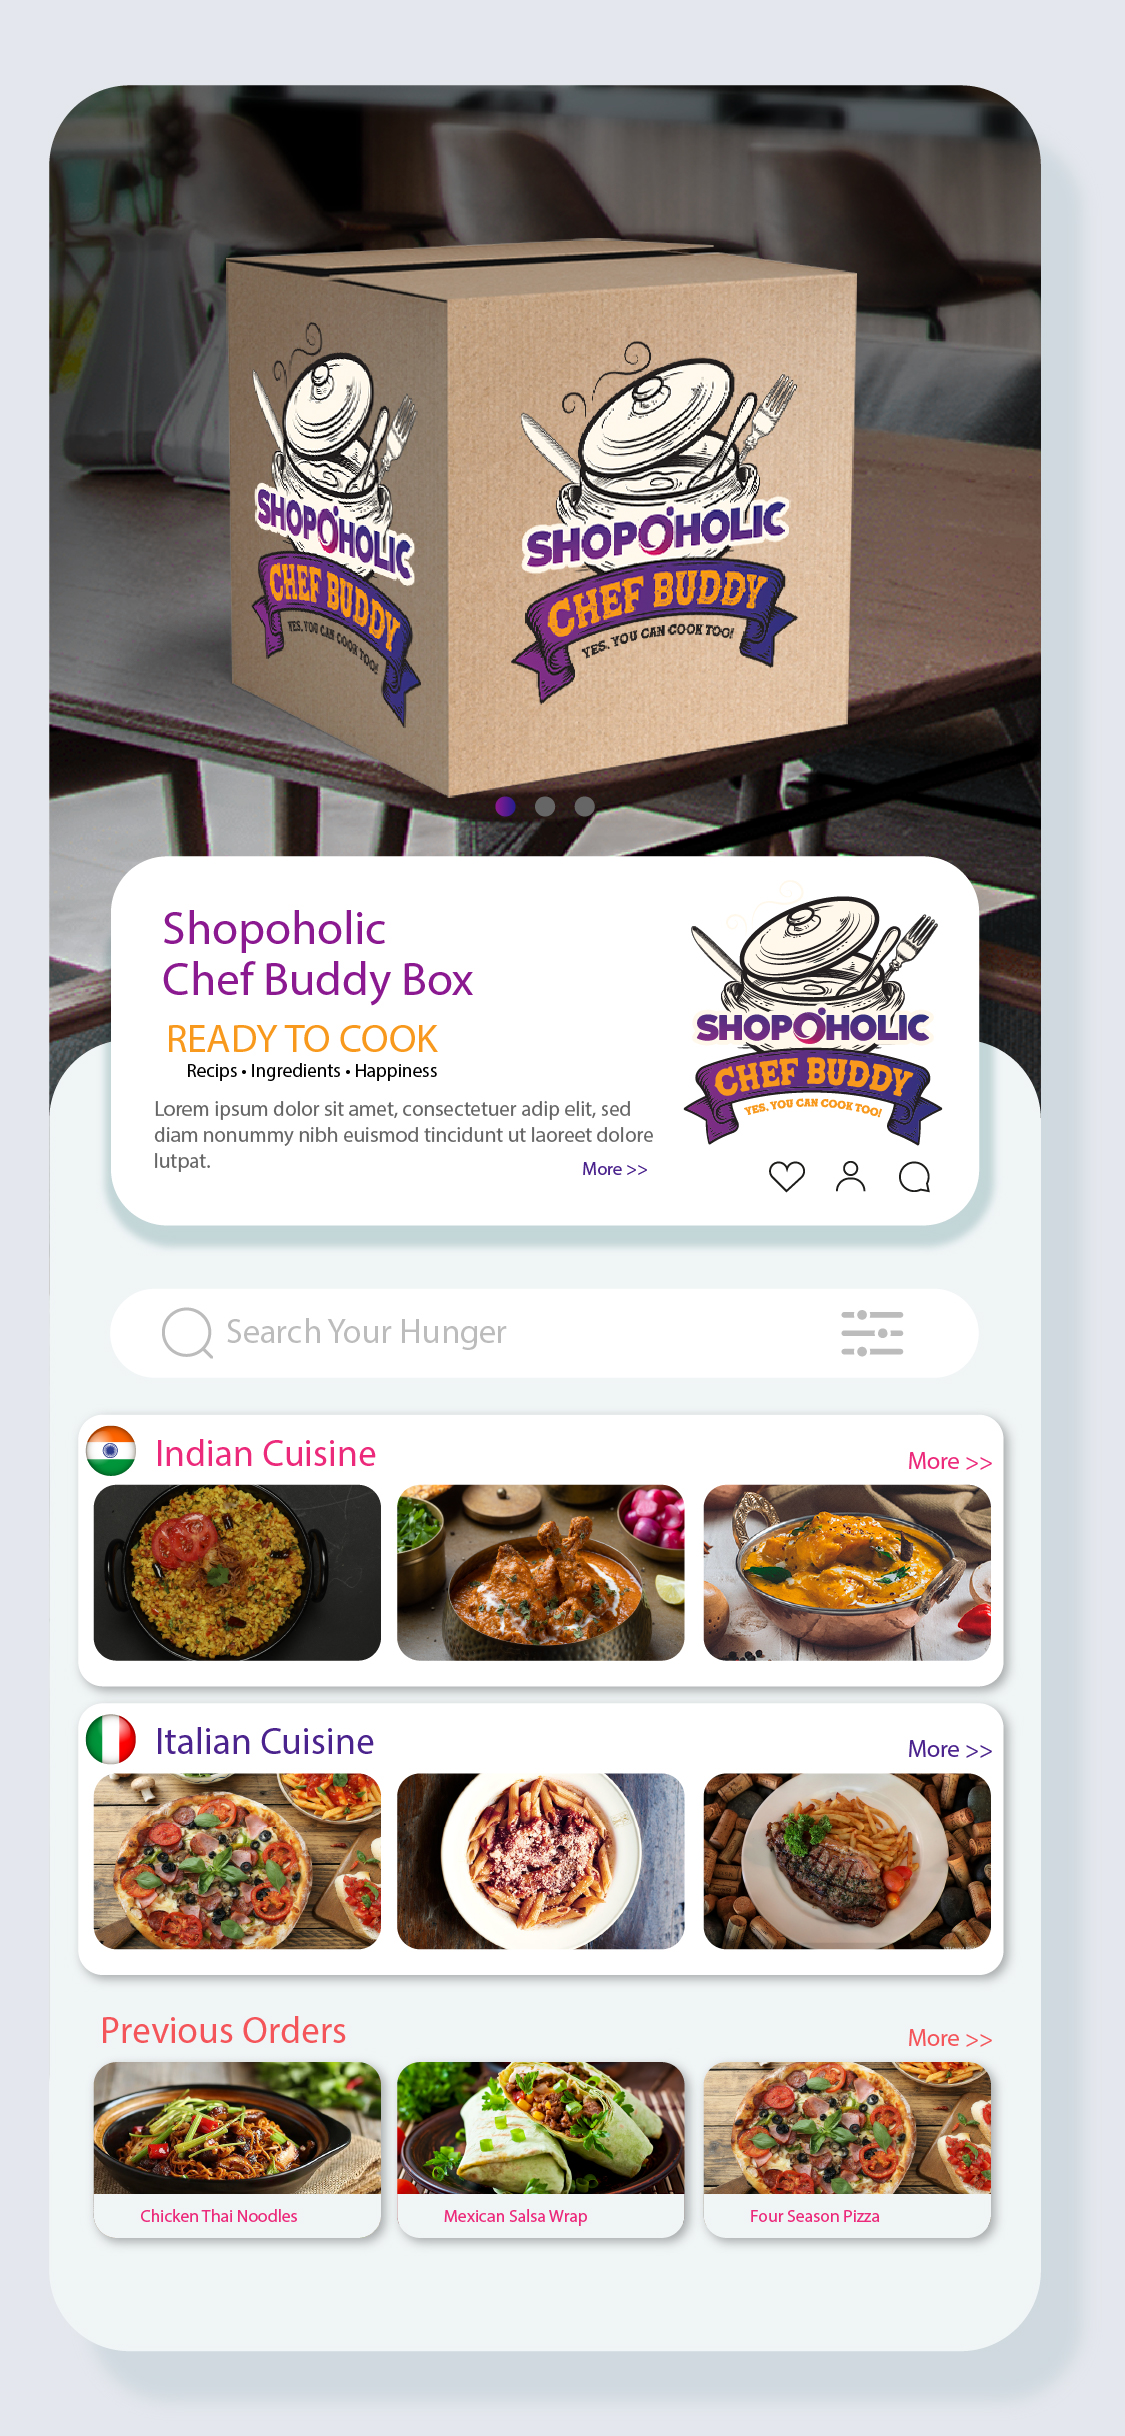 SHOPOHOLIC
CHEF BUDDY
YES, YOU CAN COOK TOO!
SHOPOHOLIC
CHEF BUDDY
YES, YOU CAN COOK TOO!
Shopoholic
Chef Buddy Box
READY TO COOK
Recips • Ingredients • Happiness
Lorem ipsum dolor sit amet, consectetuer adip elit, sed
diam nonummy nibh euismod tincidunt ut laoreet dolore
lutpat.
More >>
SHOPOHOLIC
CHEF BUDDY
YES, YOU CAN COOK TOO!
Search Your Hunger
Indian Cuisine
More >>
Italian Cuisine
More >>
Previous Orders
More >>
Chicken Thai Noodles
Mexican Salsa Wrap
Four Season Pizza